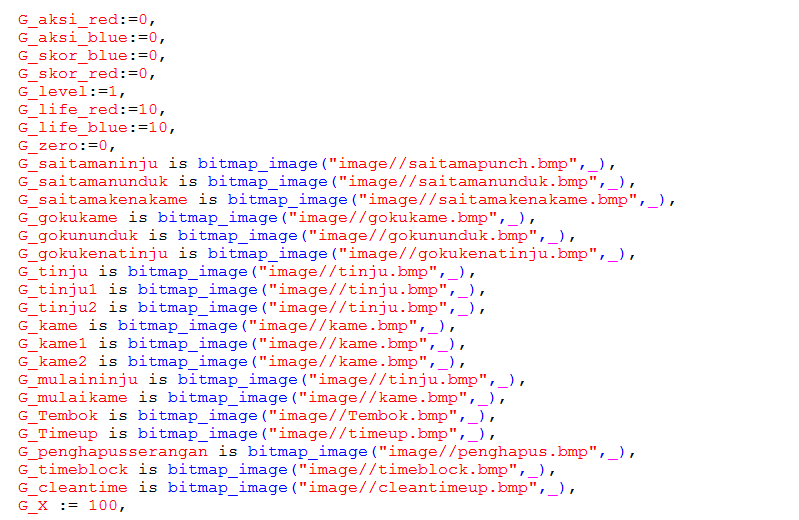 G_aksi_red:=0,
G_aksi_blue:=0,
G_skor_blue:=0,
G_skor_red:=0,
G_level:=1,
G_life_red:=10,
G_life_blue:=10,
G_zero:=0,
G_saitamaninju is bitmap_image("image//saitamapunch.bmp",_),
G_saitamanunduk is bitmap_image("image//saitamanunduk.bmp",_),
G_saitamakenakame is bitmap_image("image//saitamakenakame.bmp",_),
G_gokukame is bitmap_image("image//gokukame.bmp",_),
G_gokununduk is bitmap_image("image//gokununduk.bmp",_),
G_gokukenatinju is bitmap_image("image//gokukenatinju.bmp",_),
G_tinju is bitmap_image("image//tinju.bmp",_),
G_tinju1 is bitmap_image("image//tinju.bmp",_),
G_tinju2 is bitmap_image("image//tinju.bmp",_),
G_kame is bitmap_image("image//kame.bmp",_),
G_kame1 is bitmap_image("image//kame.bmp",_),
G_kame2 is bitmap_image("image//kame.bmp",_),
G_mulaininju is bitmap_image("image//tinju.bmp",_),
G_mulaikame is bitmap_image("image//kame.bmp",_),
G_Tembok is bitmap_image("image//Tembok.bmp",_),
G_Timeup is bitmap_image("image//timeup.bmp",_),
G_penghapusserangan is bitmap_image("image//penghapus.bmp",_),
G_timeblock is bitmap_image("image//timeblock.bmp",_),
G_cleantime is bitmap_image("image//cleantimeup.bmp",_),
G_X := 100,